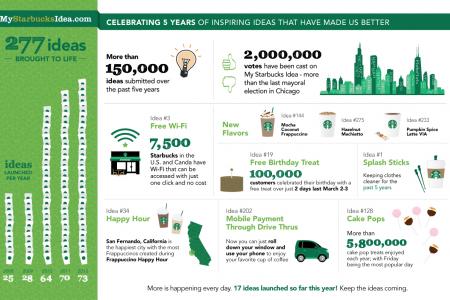 MyStarbucksIdea.com
CELEBRATING 5 YEARS OF INSPIRING IDEAS THAT HAVE MADE US BETTER
277 ideas
BROUGHT TO LIFE
ideas
LAUNCHED
PER YEAR
25 28 64 70 73
More than
150,000
ideas submitted over
the past five years
2,000,000
votes have been cast on
My Starbucks Idea - more
than the last mayoral
election in Chicago
Idea #3
Free Wi-Fi
7,500
Starbucks in the
U.S. and Canda have
Wi-Fi that can be
accessed with just
one click and no cost
New
Flavors
Idea #144
Mocha
Coconut
Frappuccino
Idea #275
Hazelnut
Macchiato
Idea #233
Pumpkin Spice
Latte VIA
Idea #19
Free Birthday Treat
100,000
customers celebrated their birthday with a
free treat over just 2 days last March 2-3
Idea #1
Splash Sticks
Keeping clothes
cleaner for the
past 5 years
Idea #34
Happy Hour
San Fernando, California is
the happiest city with the most
Frappuccinos created during
Frappuccino Happy Hour
Idea #202
Mobile Payment
Through Drive Thrus
Now you can just roll
down your window and
use your phone to enjoy
your favorite cup of coffee
Idea #128
Cake Pops
More than
5,800,000
cake pop treats enjoyed
each year, with Friday
being the most popular day
More is happening every day. 17 ideas launched so far this year! Keep the ideas coming.